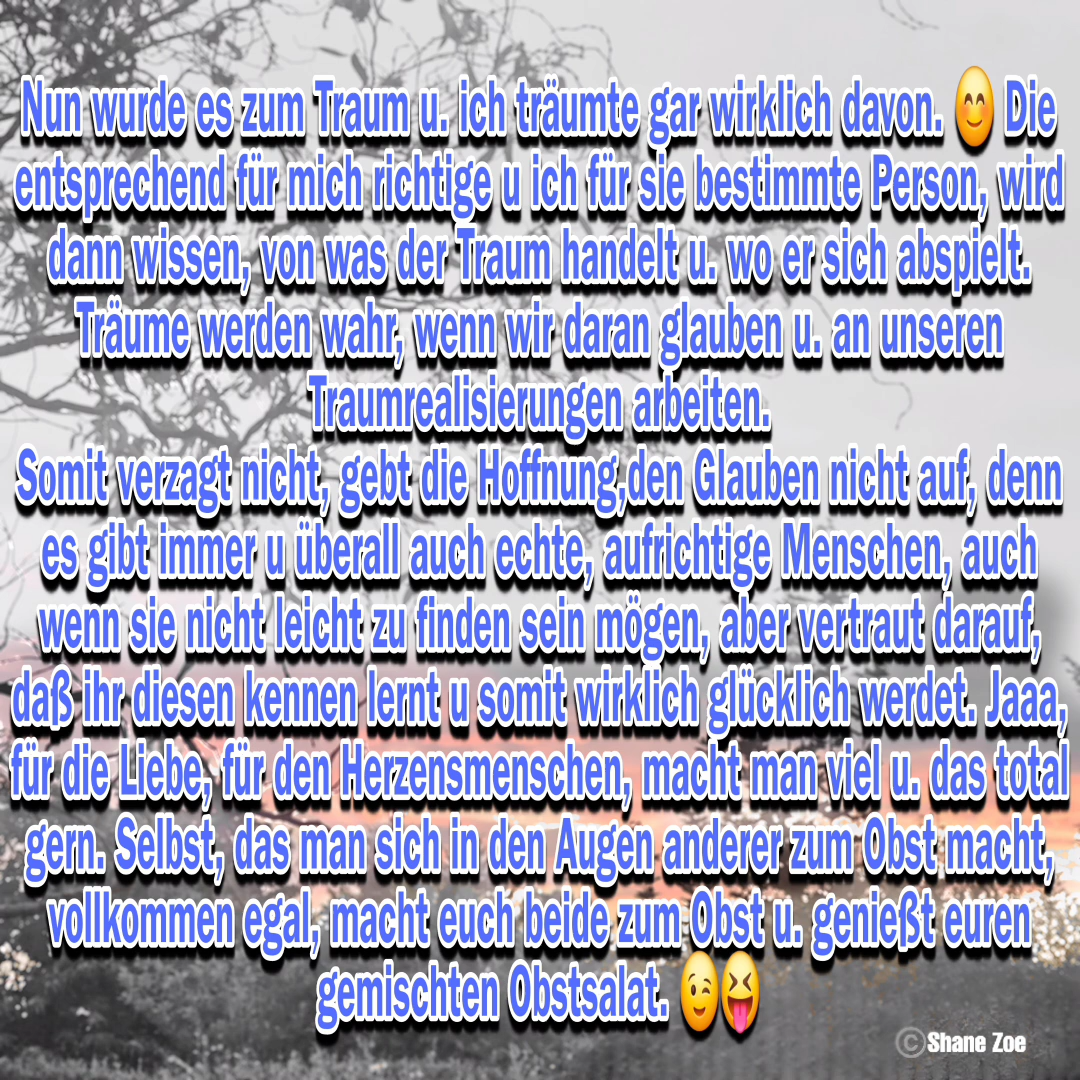 Nun wurde es zum Traum u. ich träumte gar wirklich davon. 😊 Die
entsprechend für mich richtige u ich für sie bestimmte Person, wird
dann wissen, von was der Traum handelt u. wo er sich abspielt.
Träume werden wahr, wenn wir daran glauben u. an unseren
Traumrealisierungen arbeiten.
Somit verzagt nicht, gebt die Hoffnung,den Glauben nicht auf, denn
es gibt immer u überall auch echte, aufrichtige Menschen, auch
wenn sie nicht leicht zu finden sein mögen, aber vertraut darauf,
daß ihr diesen kennen lernt u somit wirklich glücklich werdet. Jaaa,
für die Liebe, für den Herzensmenschen, macht man viel u. das total
gern. Selbst, das man sich in den Augen anderer zum Obst macht,
vollkommen egal, macht euch beide zum Obst u. genießt euren
gemischten Obstsalat. 😉😝
©Shane Zoe